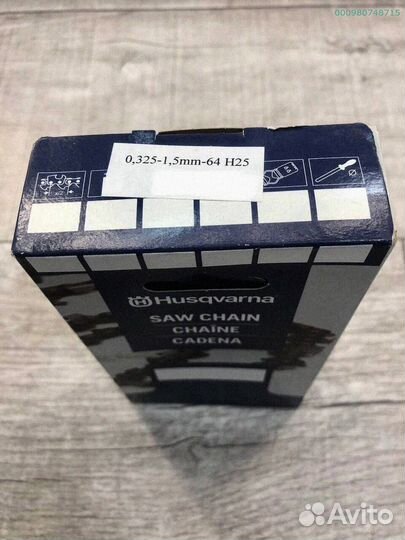 000980748715
0,325-1,5mm-64 H25
Husqvarna
SAW CHAIN
CHAÎNE
CADENA
Avito